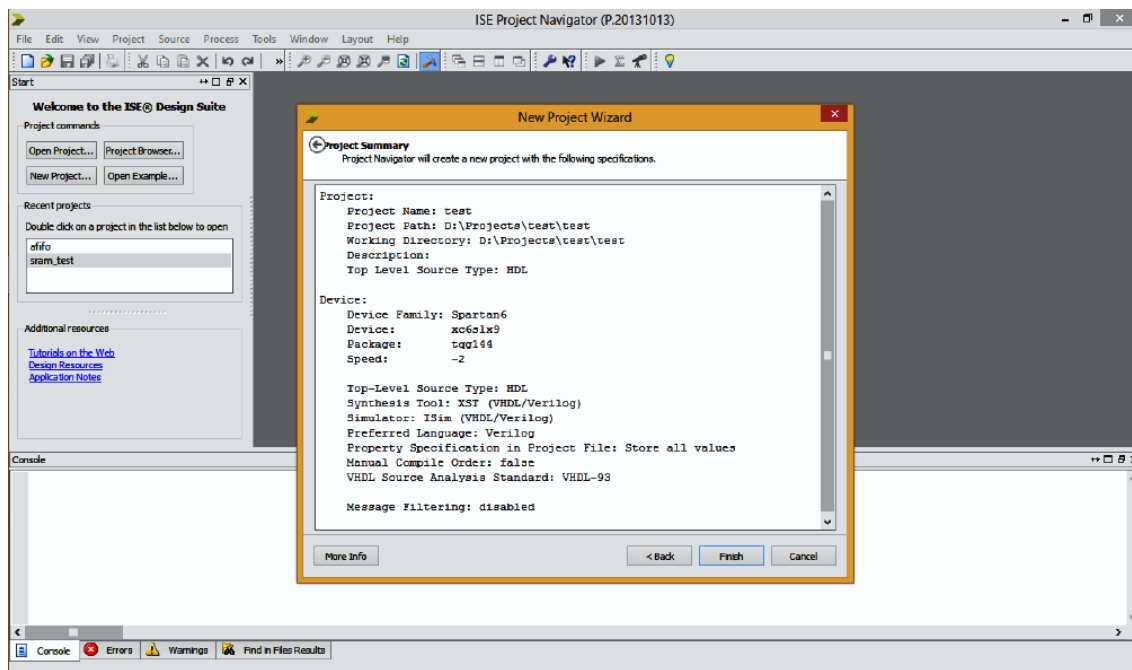 ISE Project Navigator (P.20131013)
File Edit View Project Source Process Tools Window Layout Help
Start
Welcome to the ISE® Design Suite
Project commands
Open Project... Project Browser...
New Project... Open Example...
Recent projects
Double click on a project in the list below to open
afifo
sram_test
Additional resources
Tutorials on the Web
Design Resources
Application Notes
New Project Wizard
Project Summary
Project Navigator will create a new project with the following specifications.
Project:
Project Name: test
Project Path: D:\Projects\test\test
Working Directory: D:\Projects\test\test
Description:
Top Level Source Type: HDL
Device:
Device Family: Spartan6
Device: xc6slx9
Package: tqg144
Speed: -2
Top-Level Source Type: HDL
Synthesis Tool: XST (VHDL/Verilog)
Simulator: ISim (VHDL/Verilog)
Preferred Language: Verilog
Property Specification in Project File: Store all values
Manual Compile Order: false
VHDL Source Analysis Standard: VHDL-93
Message Filtering: disabled
More Info < Back Finish Cancel
Console
Console Errors Warnings Find in Files Results